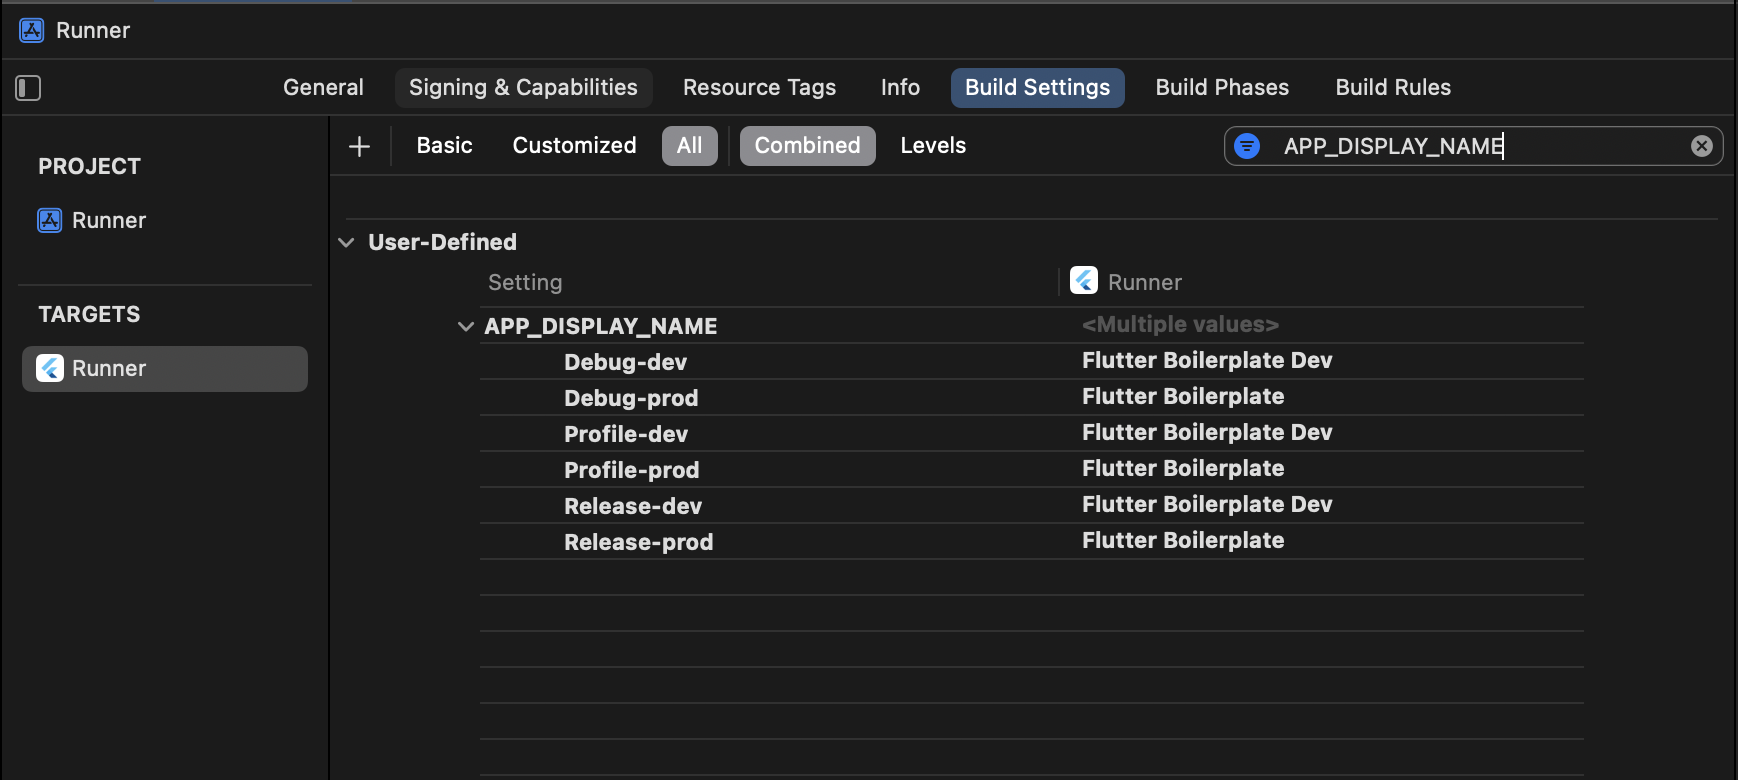 Runner
General Signing & Capabilities Resource Tags Info Build Settings Build Phases Build Rules
PROJECT
Runner
TARGETS
Runner
Basic Customized All Combined Levels APP_DISPLAY_NAME
User-Defined
Setting Runner
APP_DISPLAY_NAME <Multiple values>
Debug-dev Flutter Boilerplate Dev
Debug-prod Flutter Boilerplate
Profile-dev Flutter Boilerplate Dev
Profile-prod Flutter Boilerplate
Release-dev Flutter Boilerplate Dev
Release-prod Flutter Boilerplate